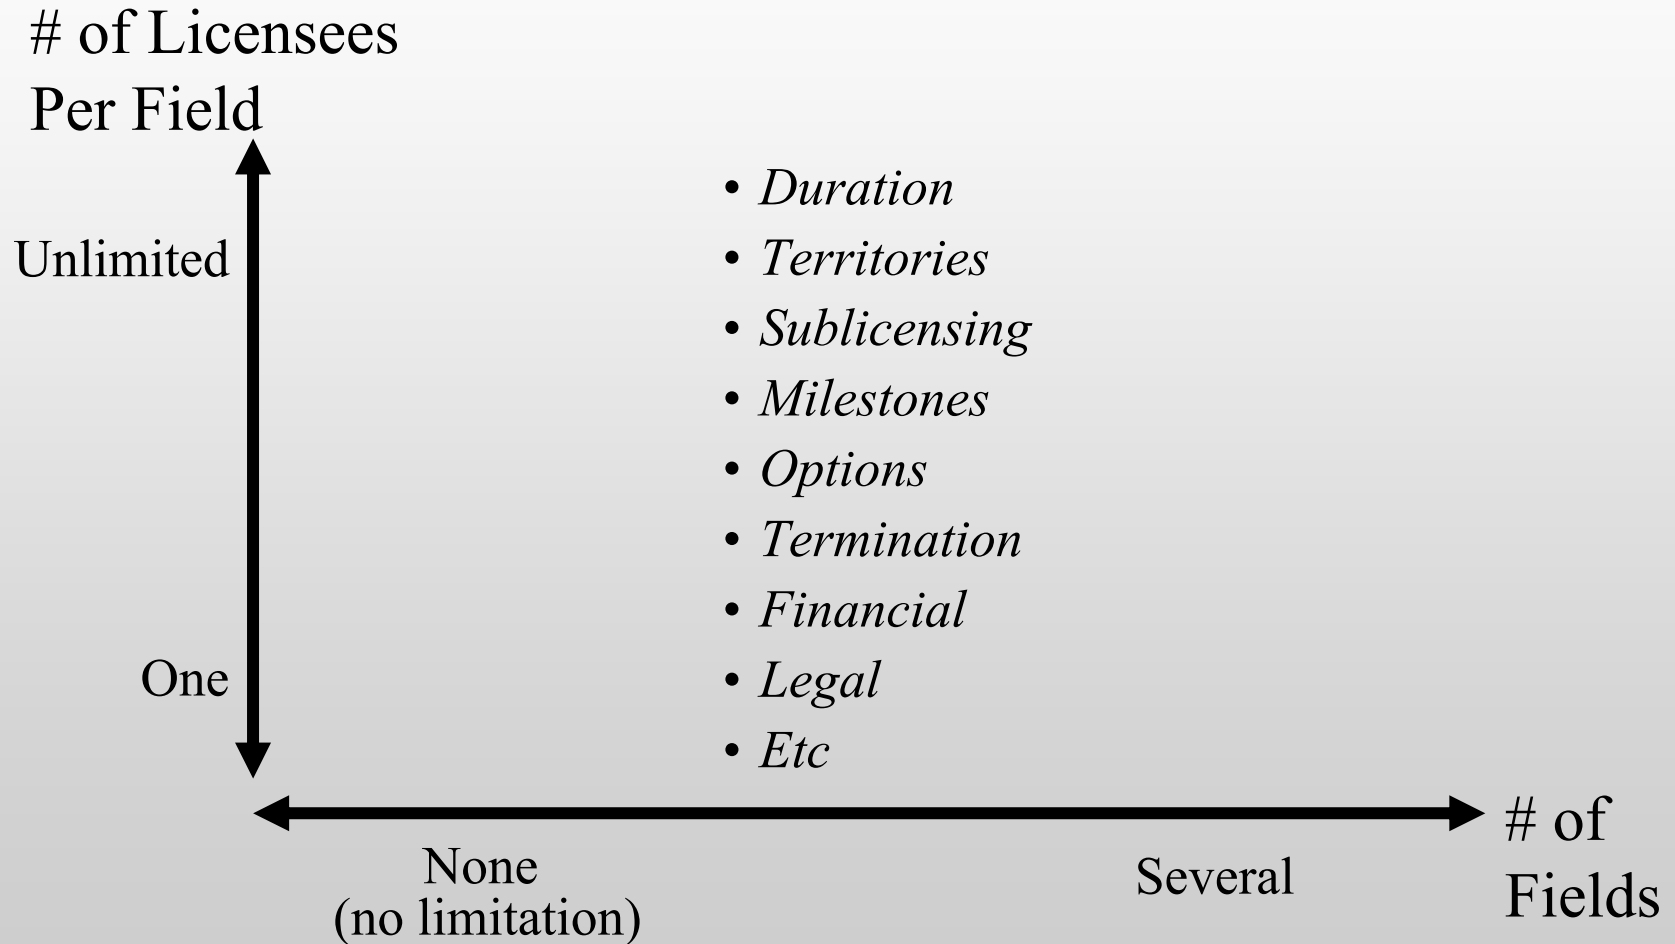 # of Licensees
Per Field
Unlimited
One
• Duration
• Territories
• Sublicensing
• Milestones
• Options
• Termination
• Financial
• Legal
• Etc
None
(no limitation)
Several
# of
Fields